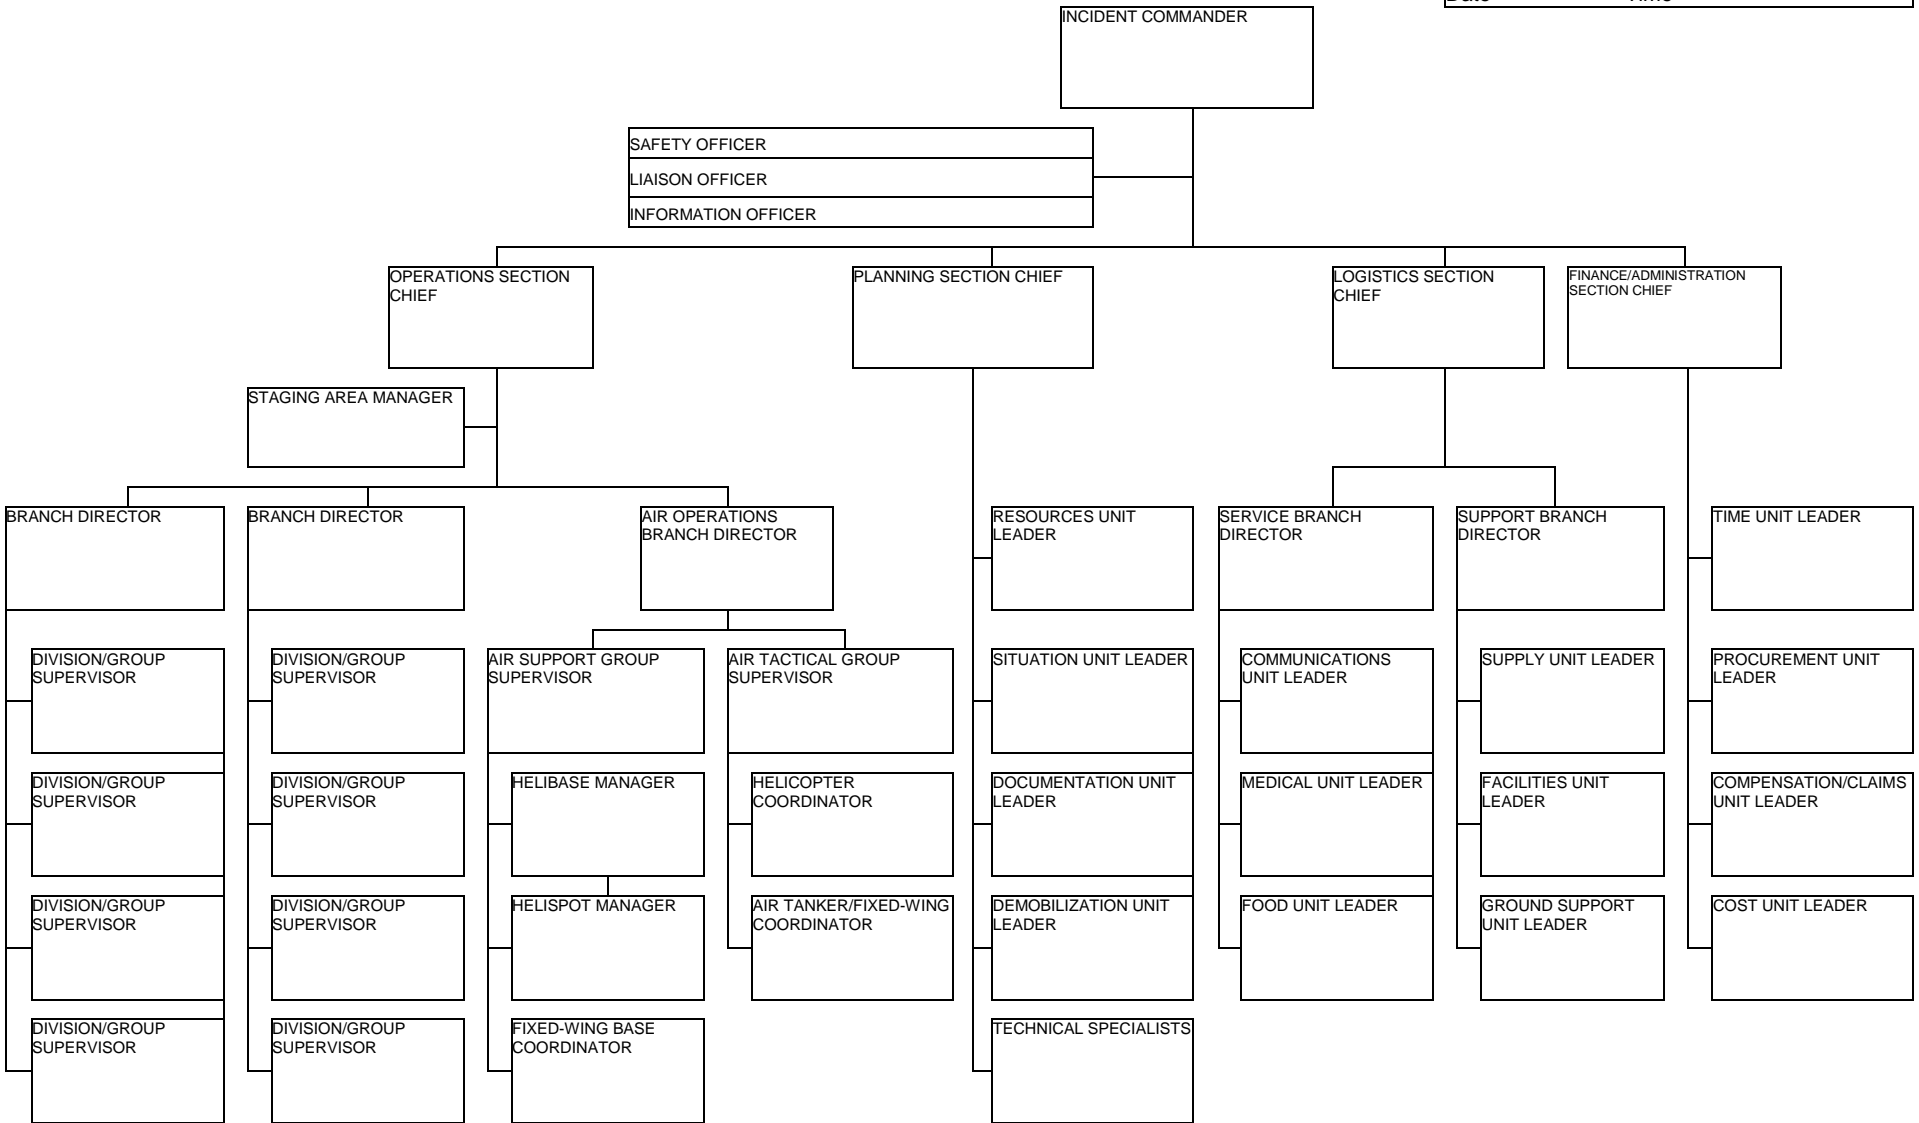 Date Time
INCIDENT COMMANDER
SAFETY OFFICER
LIAISON OFFICER
INFORMATION OFFICER
OPERATIONS SECTION
CHIEF
PLANNING SECTION CHIEF
LOGISTICS SECTION
CHIEF
FINANCE/ADMINISTRATION
SECTION CHIEF
STAGING AREA MANAGER
BRANCH DIRECTOR
BRANCH DIRECTOR
AIR OPERATIONS
BRANCH DIRECTOR
RESOURCES UNIT
LEADER
SERVICE BRANCH
DIRECTOR
SUPPORT BRANCH
DIRECTOR
TIME UNIT LEADER
DIVISION/GROUP
SUPERVISOR
DIVISION/GROUP
SUPERVISOR
AIR SUPPORT GROUP
SUPERVISOR
AIR TACTICAL GROUP
SUPERVISOR
SITUATION UNIT LEADER
COMMUNICATIONS
UNIT LEADER
SUPPLY UNIT LEADER
PROCUREMENT UNIT
LEADER
DIVISION/GROUP
SUPERVISOR
DIVISION/GROUP
SUPERVISOR
HELIBASE MANAGER
HELICOPTER
COORDINATOR
DOCUMENTATION UNIT
LEADER
MEDICAL UNIT LEADER
FACILITIES UNIT
LEADER
COMPENSATION/CLAIMS
UNIT LEADER
DIVISION/GROUP
SUPERVISOR
DIVISION/GROUP
SUPERVISOR
HELISPOT MANAGER
AIR TANKER/FIXED-WING
COORDINATOR
DEMOBILIZATION UNIT
LEADER
FOOD UNIT LEADER
GROUND SUPPORT
UNIT LEADER
COST UNIT LEADER
DIVISION/GROUP
SUPERVISOR
DIVISION/GROUP
SUPERVISOR
FIXED-WING BASE
COORDINATOR
TECHNICAL SPECIALISTS